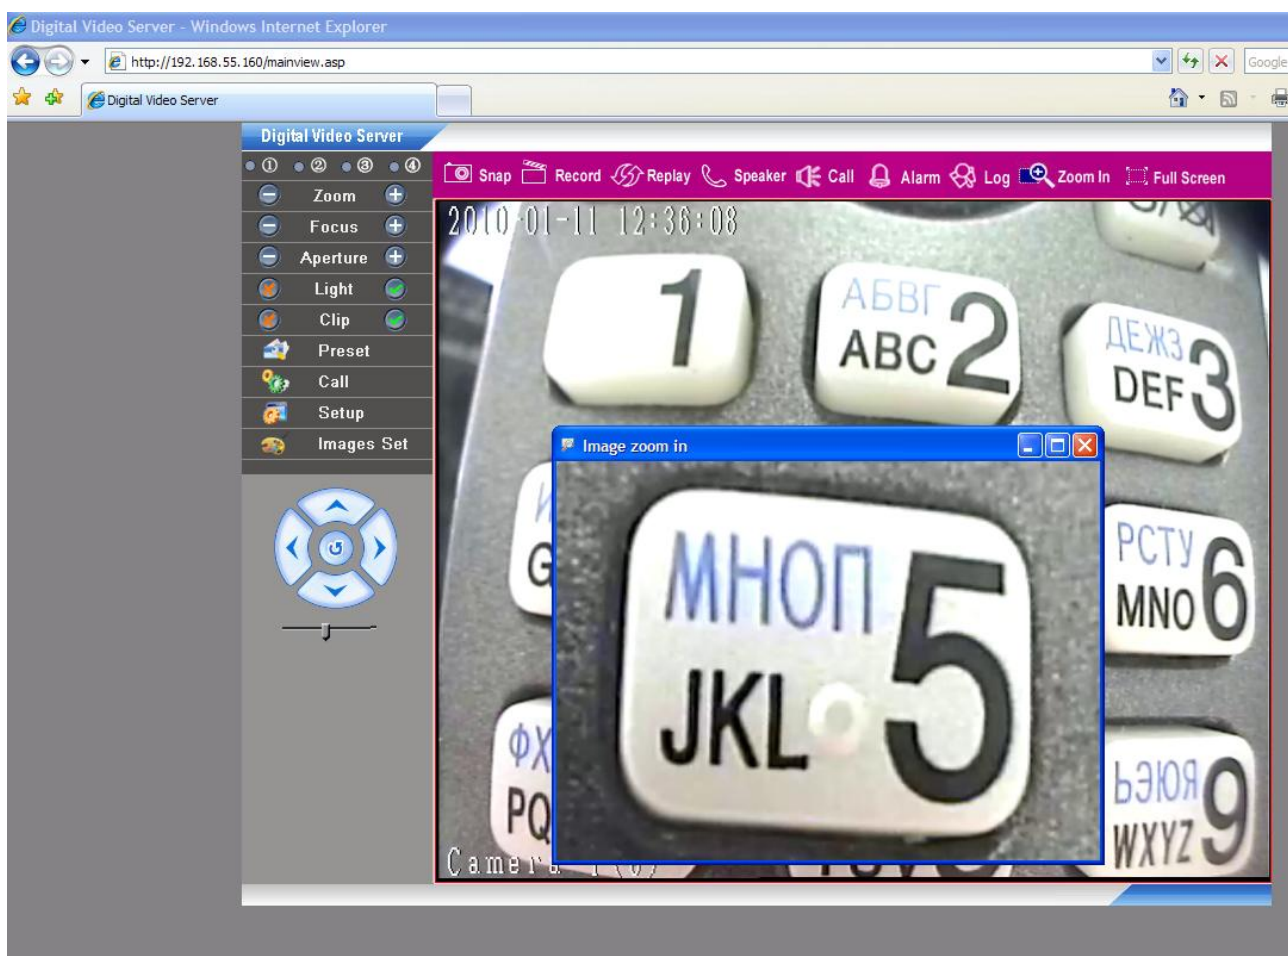 Digital Video Server - Windows Internet Explorer
http://192.168.55.160/mainview.asp
Google
Digital Video Server
Digital Video Server
① ② ③ ④
Snap Record Replay Speaker Call Alarm Log Zoom In Full Screen
Zoom
Focus
Aperture
Light
Clip
Preset
Call
Setup
Images Set
2010-01-11 12:36:08
1
АБВГ
ABC 2
ДЕЖЗ
DEF 3
Image zoom in
МНОП
JKL 5
РСТУ
MNO 6
ФХ
PQ
ЬЭЮЯ
WXYZ 9
Camera